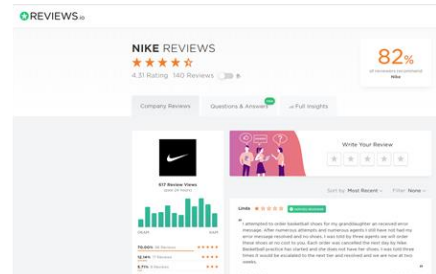 REVIEWS.io
NIKE REVIEWS
4.31 Rating 140 Reviews
82%
Nike
Company Reviews
Questions & Answers
Full Insights
517 Review Views
Write Your Review
Sort by: Most Recent
Filter: None
I attempted to order basketball shoes for my granddaughter an received error
message. After numerous attempts and numerous agents I still have not had my
error message resolved and no shoes. I was told by three agents we will order
these shoes at no cost to you. Each order was cancelled the next day by Nike.
Basketball practice has started and she does not have her shoes. I was told three
times it would be escalated to the next tier and resolved and we are now at two
weeks.